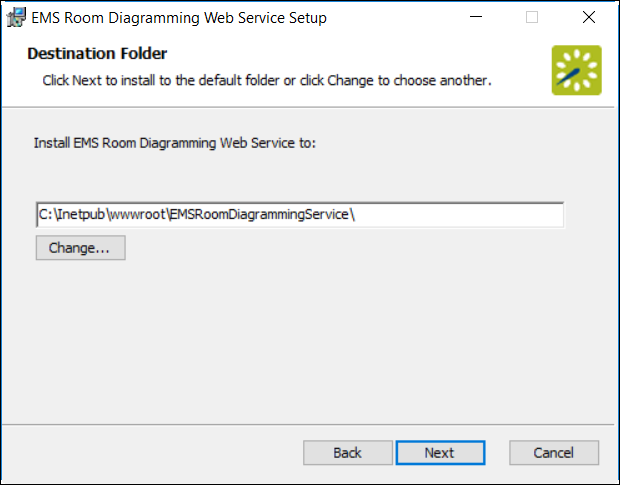 EMS Room Diagramming Web Service Setup
Destination Folder
Click Next to install to the default folder or click Change to choose another.
Install EMS Room Diagramming Web Service to:
C:\Inetpub\wwwroot\EMSRoomDiagrammingService\
Change...
Back Next Cancel